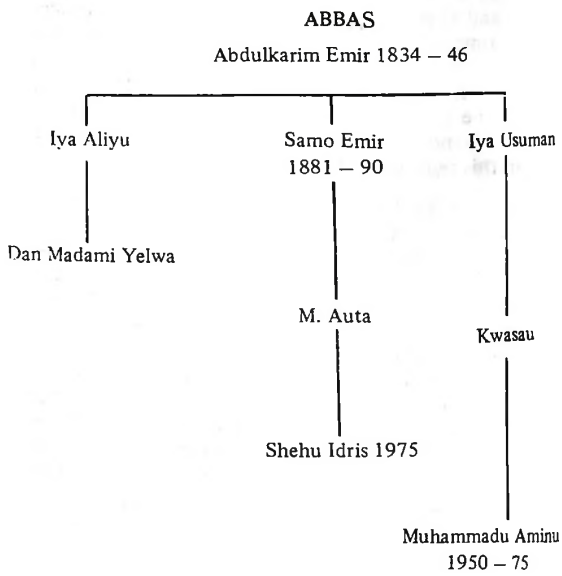 ABBAS
Abdulkarim Emir 1834 – 46
Iya Aliyu
Samo Emir
1881 – 90
Iya Usuman
Dan Madami Yelwa
M. Auta
Kwasau
Shehu Idris 1975
Muhammadu Aminu
1950 – 75